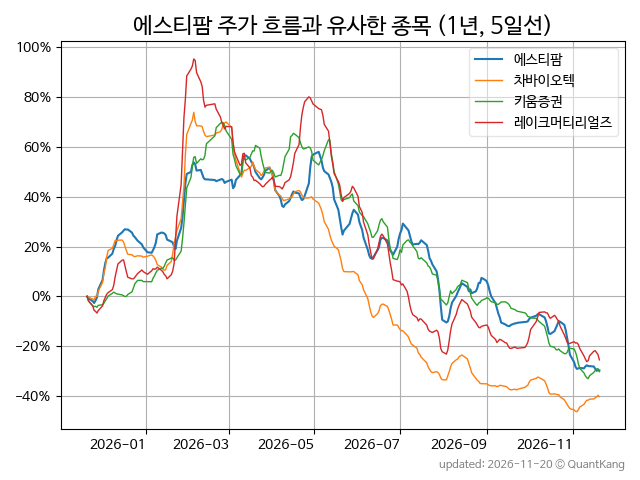 에스티팜 주가 흐름과 유사한 종목 (1년, 5일선)
100%
80%
60%
40%
20%
0%
−20%
−40%
에스티팜
차바이오텍
키움증권
레이크머티리얼즈
2026-01
2026-03
2026-05
2026-07
2026-09
2026-11
updated: 2026-11-20 © QuantKang